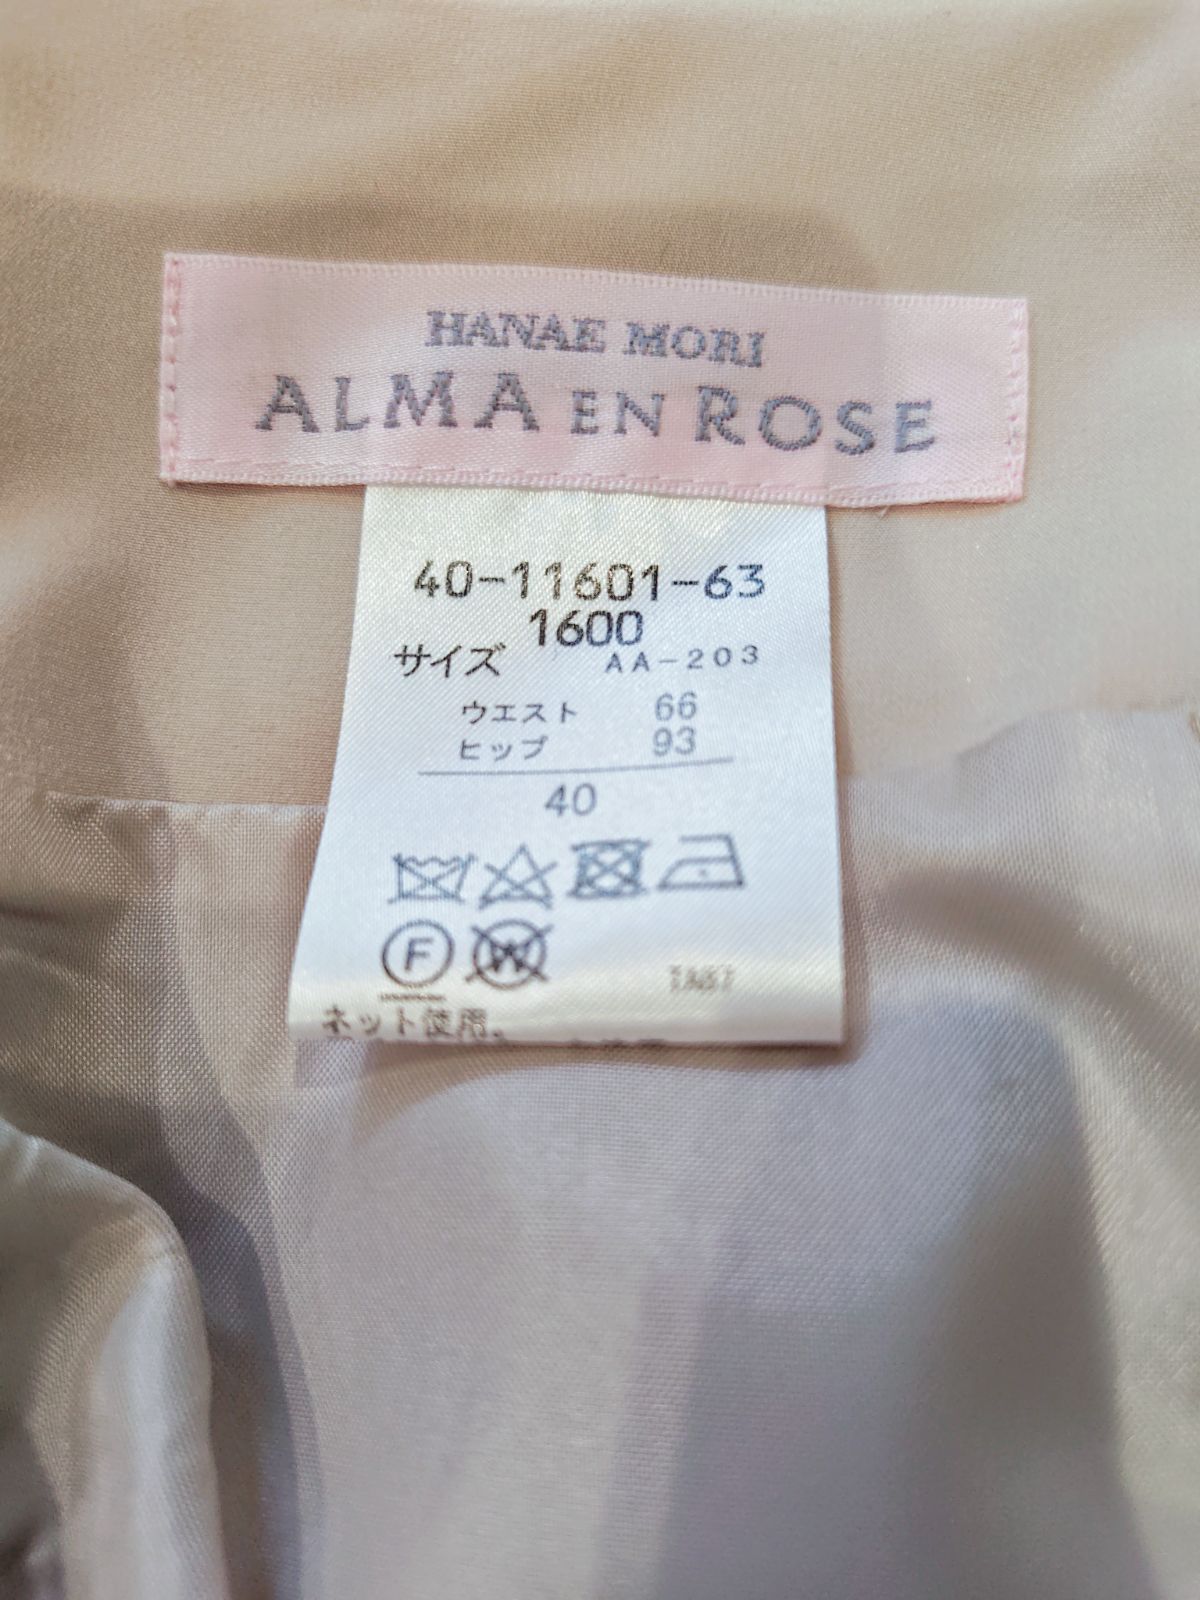 HANAE MORI
ALMA EN ROSE
40-11601-63
1600
サイズ AA-203
ウエスト 66
ヒップ 93
40
F W
TA87
ネット使用。